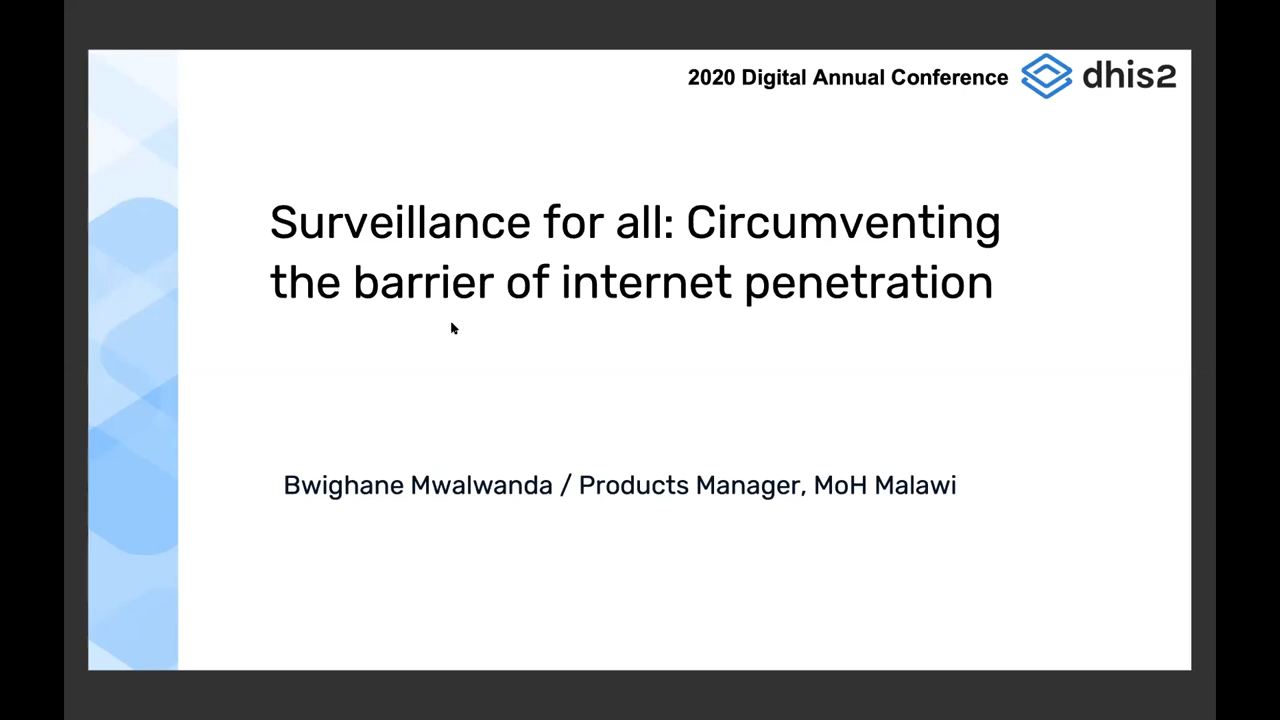 2020 Digital Annual Conference dhis2
Surveillance for all: Circumventing
the barrier of internet penetration
Bwighane Mwalwanda / Products Manager, MoH Malawi